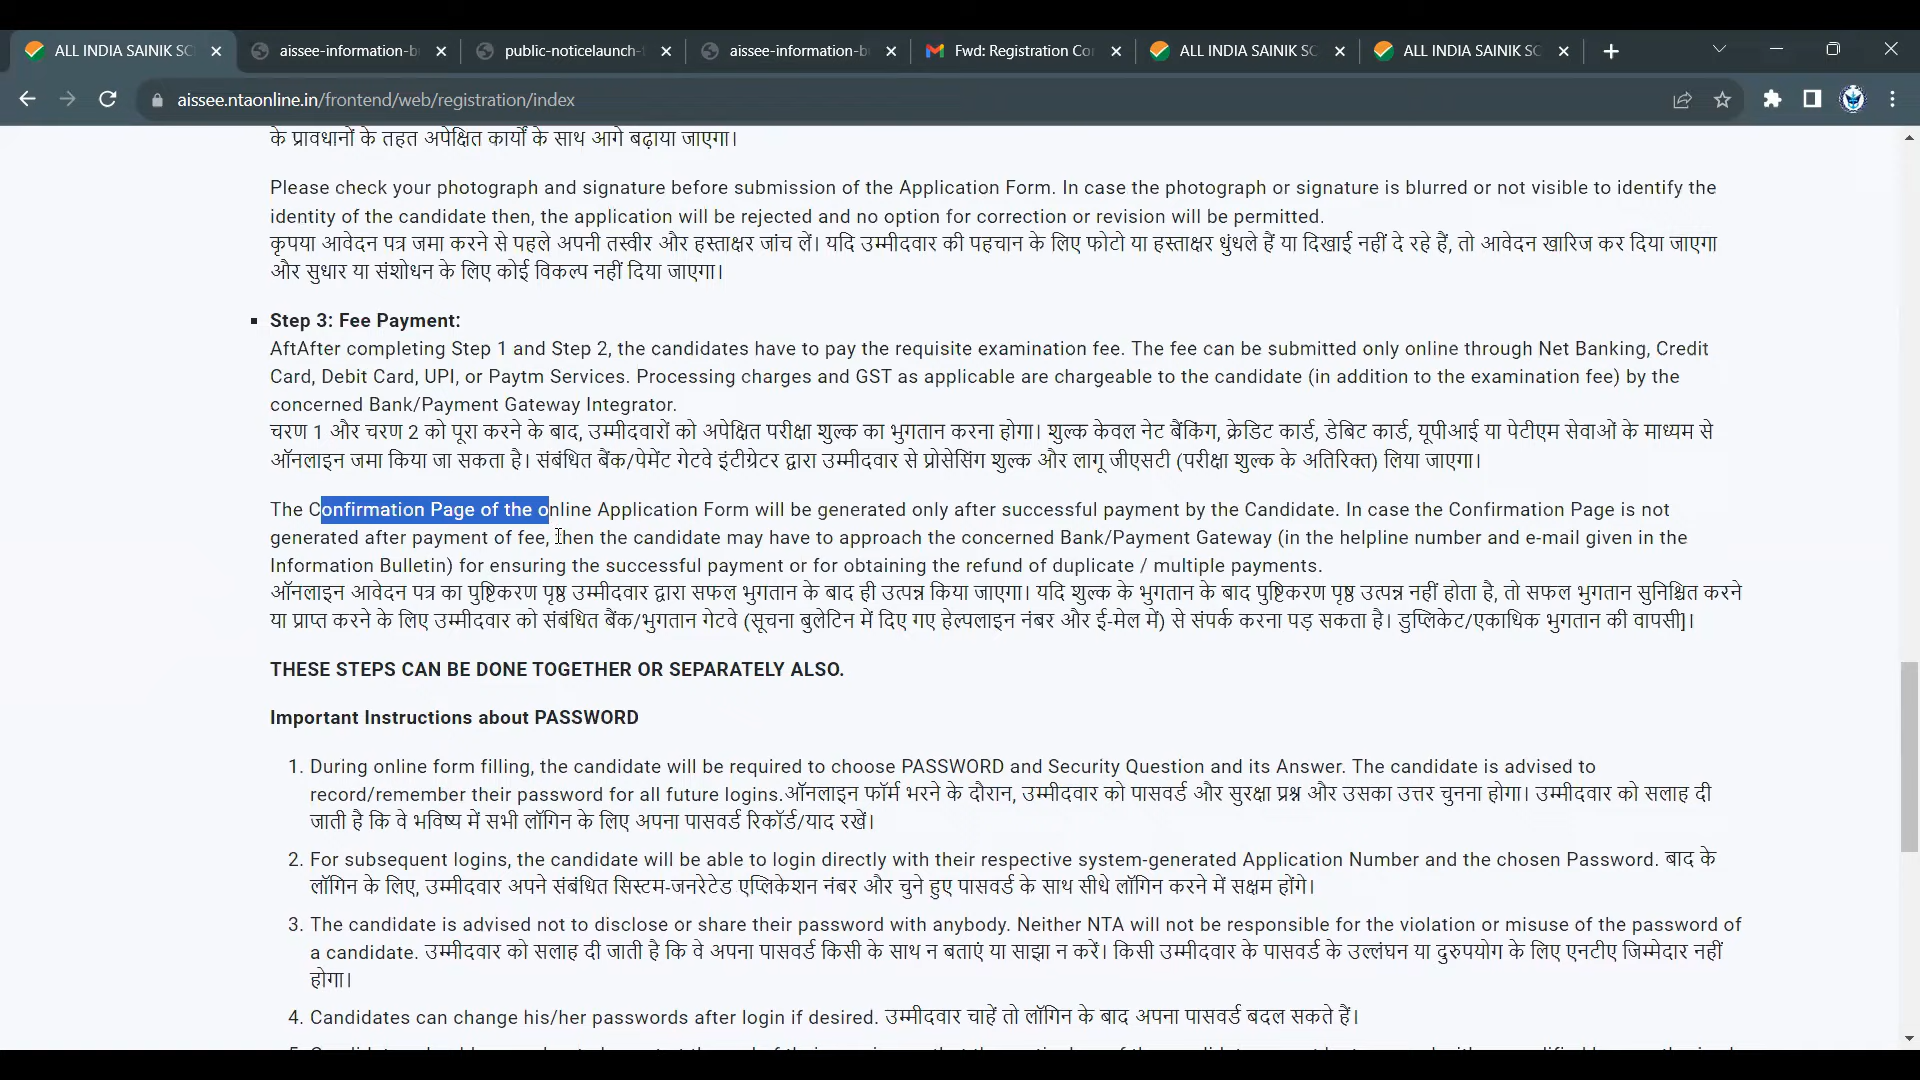 ALL INDIA SAINIK SC
aissee-information-b
public-noticelaunch-
aissee-information-b
Fwd: Registration Co
ALL INDIA SAINIK SC
ALL INDIA SAINIK SC
aissee.ntaonline.in/frontend/web/registration/index
के प्रावधानों के तहत अपेक्षित कार्यों के साथ आगे बढ़ाया जाएगा।
Please check your photograph and signature before submission of the Application Form. In case the photograph or signature is blurred or not visible to identify the
identity of the candidate then, the application will be rejected and no option for correction or revision will be permitted.
कृपया आवेदन पत्र जमा करने से पहले अपनी तस्वीर और हस्ताक्षर जांच लें। यदि उम्मीदवार की पहचान के लिए फोटो या हस्ताक्षर धुंधले हैं या दिखाई नहीं दे रहे हैं, तो आवेदन खारिज कर दिया जाएगा
और सुधार या संशोधन के लिए कोई विकल्प नहीं दिया जाएगा।
▪ Step 3: Fee Payment:
AftAfter completing Step 1 and Step 2, the candidates have to pay the requisite examination fee. The fee can be submitted only online through Net Banking, Credit
Card, Debit Card, UPI, or Paytm Services. Processing charges and GST as applicable are chargeable to the candidate (in addition to the examination fee) by the
concerned Bank/Payment Gateway Integrator.
चरण 1 और चरण 2 को पूरा करने के बाद, उम्मीदवारों को अपेक्षित परीक्षा शुल्क का भुगतान करना होगा। शुल्क केवल नेट बैंकिंग, क्रेडिट कार्ड, डेबिट कार्ड, यूपीआई या पेटीएम सेवाओं के माध्यम से
ऑनलाइन जमा किया जा सकता है। संबंधित बैंक/पेमेंट गेटवे इंटीग्रेटर द्वारा उम्मीदवार से प्रोसेसिंग शुल्क और लागू जीएसटी (परीक्षा शुल्क के अतिरिक्त) लिया जाएगा।
The Confirmation Page of the online Application Form will be generated only after successful payment by the Candidate. In case the Confirmation Page is not
generated after payment of fee, then the candidate may have to approach the concerned Bank/Payment Gateway (in the helpline number and e-mail given in the
Information Bulletin) for ensuring the successful payment or for obtaining the refund of duplicate / multiple payments.
ऑनलाइन आवेदन पत्र का पुष्टिकरण पृष्ठ उम्मीदवार द्वारा सफल भुगतान के बाद ही उत्पन्न किया जाएगा। यदि शुल्क के भुगतान के बाद पुष्टिकरण पृष्ठ उत्पन्न नहीं होता है, तो सफल भुगतान सुनिश्चित करने
या प्राप्त करने के लिए उम्मीदवार को संबंधित बैंक/भुगतान गेटवे (सूचना बुलेटिन में दिए गए हेल्पलाइन नंबर और ई-मेल में) से संपर्क करना पड़ सकता है। डुप्लिकेट/एकाधिक भुगतान की वापसी]।
THESE STEPS CAN BE DONE TOGETHER OR SEPARATELY ALSO.
Important Instructions about PASSWORD
1. During online form filling, the candidate will be required to choose PASSWORD and Security Question and its Answer. The candidate is advised to
record/remember their password for all future logins.ऑनलाइन फॉर्म भरने के दौरान, उम्मीदवार को पासवर्ड और सुरक्षा प्रश्न और उसका उत्तर चुनना होगा। उम्मीदवार को सलाह दी
जाती है कि वे भविष्य में सभी लॉगिन के लिए अपना पासवर्ड रिकॉर्ड/याद रखें।
2. For subsequent logins, the candidate will be able to login directly with their respective system-generated Application Number and the chosen Password. बाद के
लॉगिन के लिए, उम्मीदवार अपने संबंधित सिस्टम-जनरेटेड एप्लिकेशन नंबर और चुने हुए पासवर्ड के साथ सीधे लॉगिन करने में सक्षम होंगे।
3. The candidate is advised not to disclose or share their password with anybody. Neither NTA will not be responsible for the violation or misuse of the password of
a candidate. उम्मीदवार को सलाह दी जाती है कि वे अपना पासवर्ड किसी के साथ न बताएं या साझा न करें। किसी उम्मीदवार के पासवर्ड के उल्लंघन या दुरुपयोग के लिए एनटीए जिम्मेदार नहीं
होगा।
4. Candidates can change his/her passwords after login if desired. उम्मीदवार चाहें तो लॉगिन के बाद अपना पासवर्ड बदल सकते हैं।